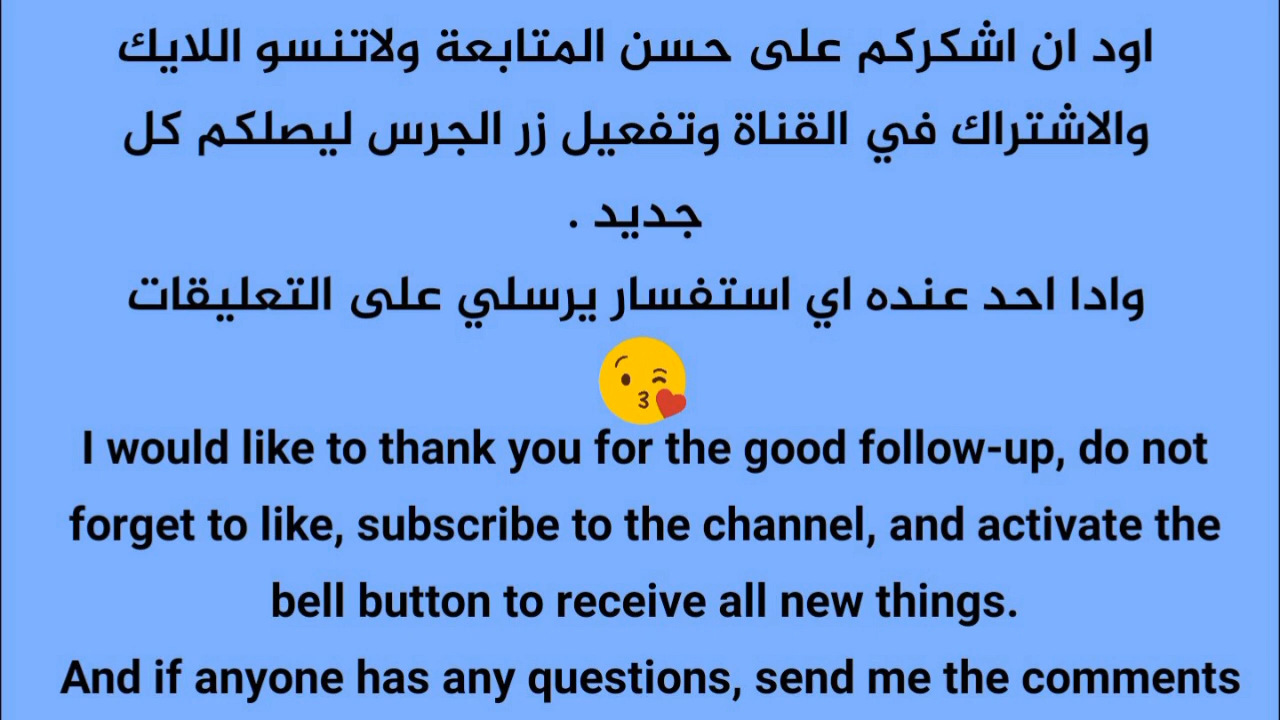 اود ان اشكركم على حسن المتابعة ولاتنسو اللايك
والاشتراك في القناة وتفعيل زر الجرس ليصلكم كل
جديد .
وادا احد عنده اي استفسار يرسلي على التعليقات
😘
I would like to thank you for the good follow-up, do not
forget to like, subscribe to the channel, and activate the
bell button to receive all new things.
And if anyone has any questions, send me the comments